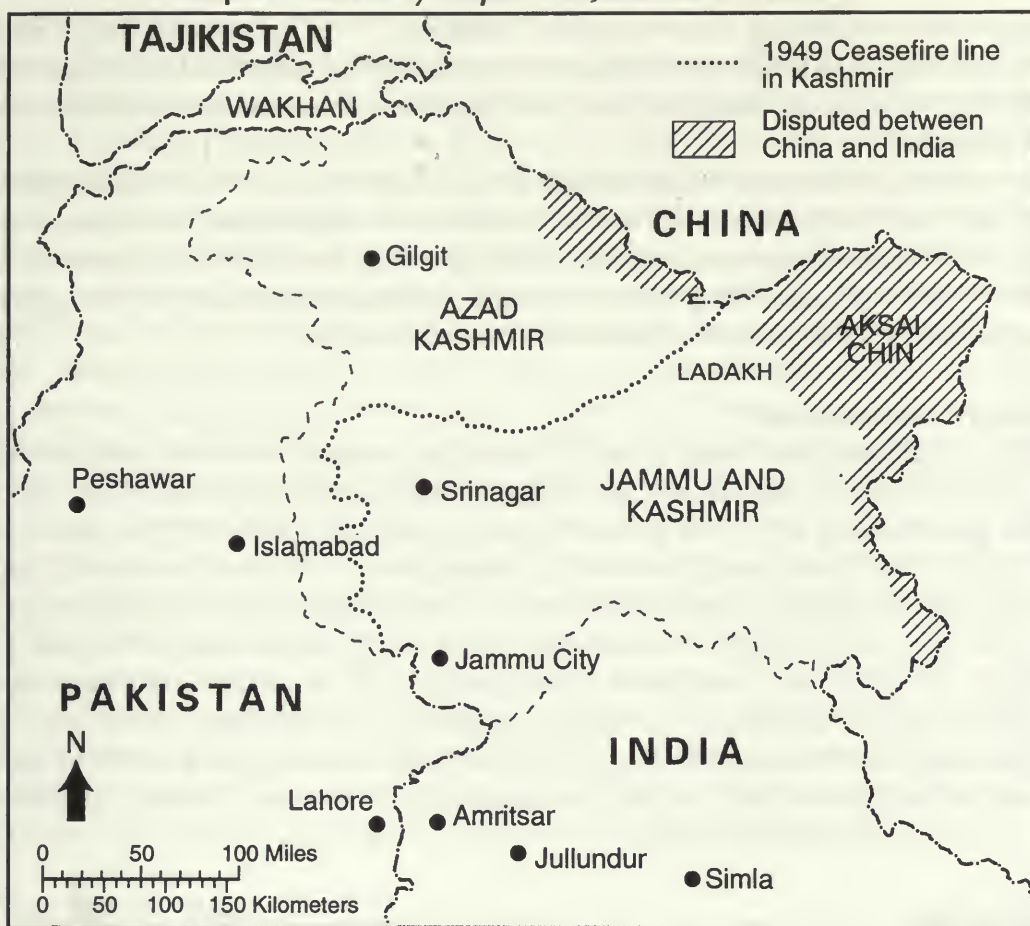 TAJIKISTAN
WAKHAN
1949 Ceasefire line
in Kashmir
Disputed between
China and India
CHINA
Gilgit
AZAD
KASHMIR
AKSAI
CHIN
LADAKH
Peshawar
Srinagar
JAMMU AND
KASHMIR
Islamabad
Jammu City
PAKISTAN
N
INDIA
Lahore
Amritsar
Jullundur
Simla
0 50 100 Miles
0 50 100 150 Kilometers